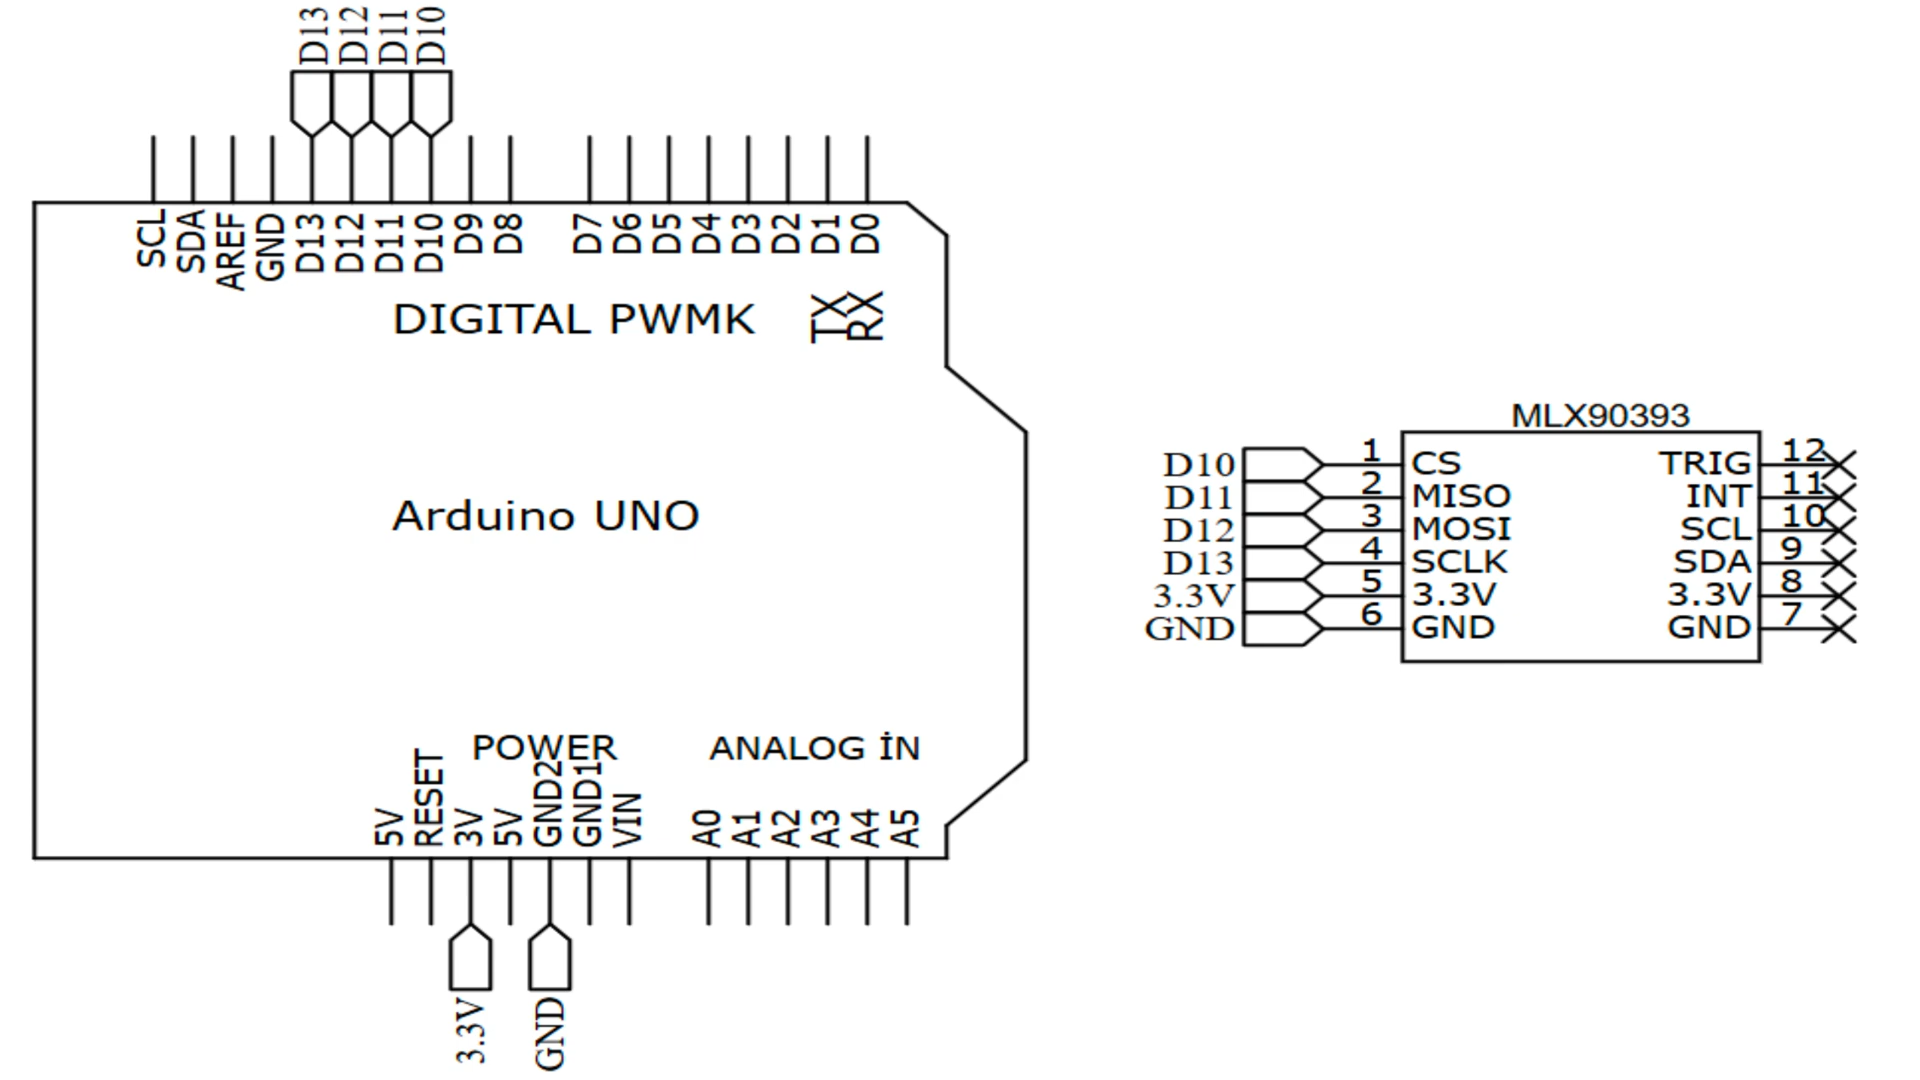 D13 D12 D11 D10
SCL SDA AREF GND D13 D12 D11 D10 D9 D8 D7 D6 D5 D4 D3 D2 D1 D0
DIGITAL PWMK TX RX
Arduino UNO
POWER ANALOG İN
5V RESET 3V 5V GND2 GND1 VIN A0 A1 A2 A3 A4 A5
3.3V GND
MLX90393
D10 1 CS TRIG 12
D11 2 MISO INT 11
D12 3 MOSI SCL 10
D13 4 SCLK SDA 9
3.3V 5 3.3V 3.3V 8
GND 6 GND GND 7